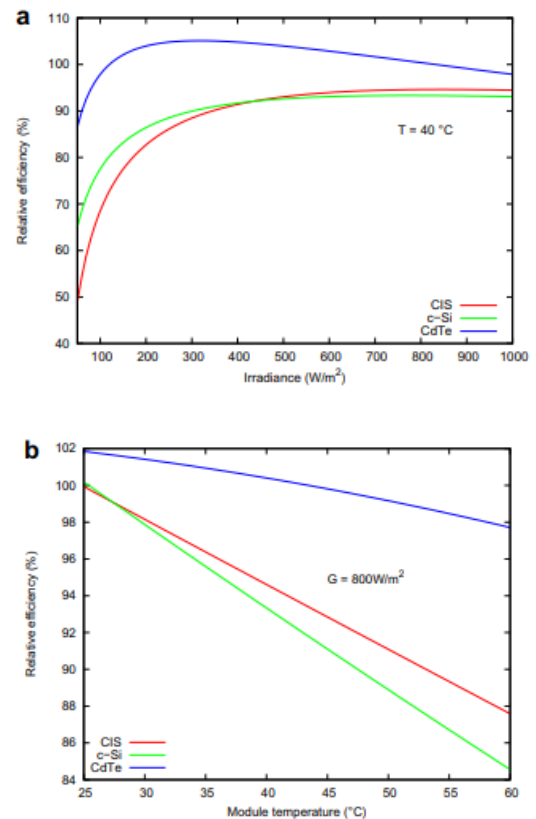 a
110
100
90
80
70
60
50
40
Relative efficiency (%)
T = 40 °C
CIS
c−Si
CdTe
100 200 300 400 500 600 700 800 900 1000
Irradiance (W/m²)
b
102
100
98
96
94
92
90
88
86
84
Relative efficiency (%)
G = 800W/m²
CIS
c−Si
CdTe
25 30 35 40 45 50 55 60
Module temperature (°C)